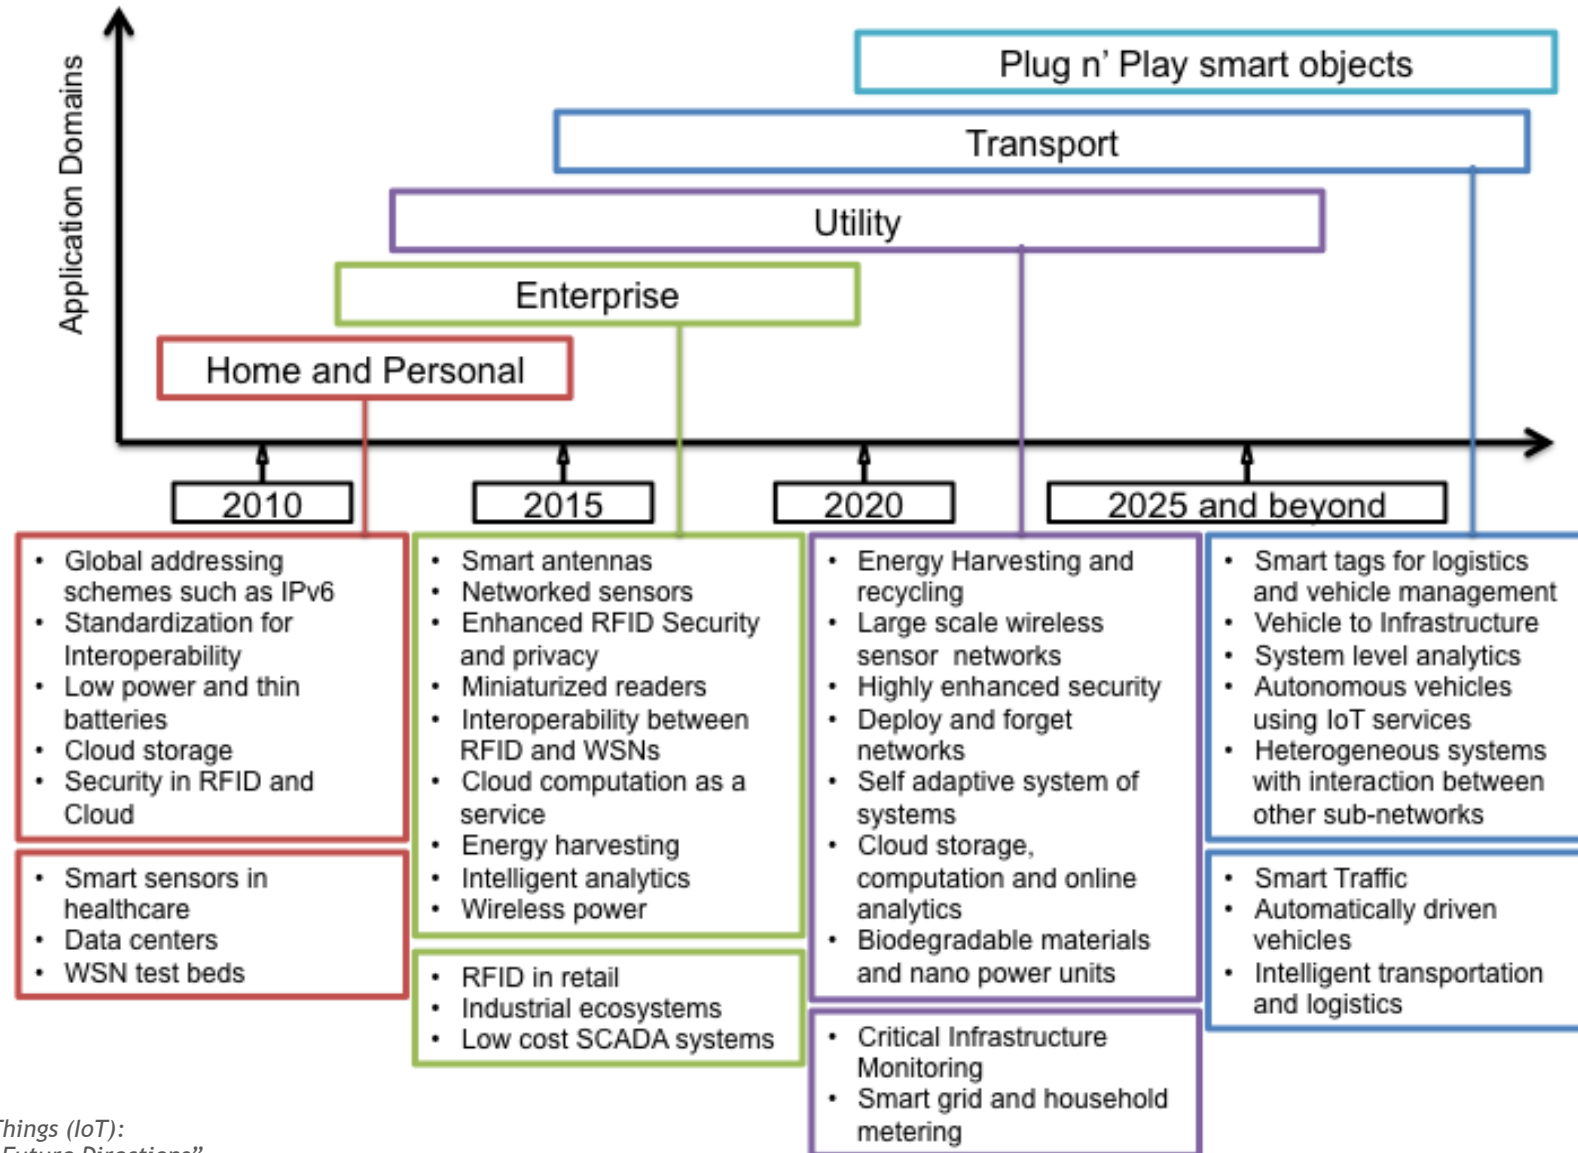 Application Domains
Plug n' Play smart objects
Transport
Utility
Enterprise
Home and Personal
2010
2015
2020
2025 and beyond
• Global addressing
schemes such as IPv6
• Standardization for
Interoperability
• Low power and thin
batteries
• Cloud storage
• Security in RFID and
Cloud
• Smart sensors in
healthcare
• Data centers
• WSN test beds
• Smart antennas
• Networked sensors
• Enhanced RFID Security
and privacy
• Miniaturized readers
• Interoperability between
RFID and WSNs
• Cloud computation as a
service
• Energy harvesting
• Intelligent analytics
• Wireless power
• RFID in retail
• Industrial ecosystems
• Low cost SCADA systems
• Energy Harvesting and
recycling
• Large scale wireless
sensor networks
• Highly enhanced security
• Deploy and forget
networks
• Self adaptive system of
systems
• Cloud storage,
computation and online
analytics
• Biodegradable materials
and nano power units
• Critical Infrastructure
Monitoring
• Smart grid and household
metering
• Smart tags for logistics
and vehicle management
• Vehicle to Infrastructure
• System level analytics
• Autonomous vehicles
using IoT services
• Heterogeneous systems
with interaction between
other sub-networks
• Smart Traffic
• Automatically driven
vehicles
• Intelligent transportation
and logistics
Things (IoT):
Future Directions”